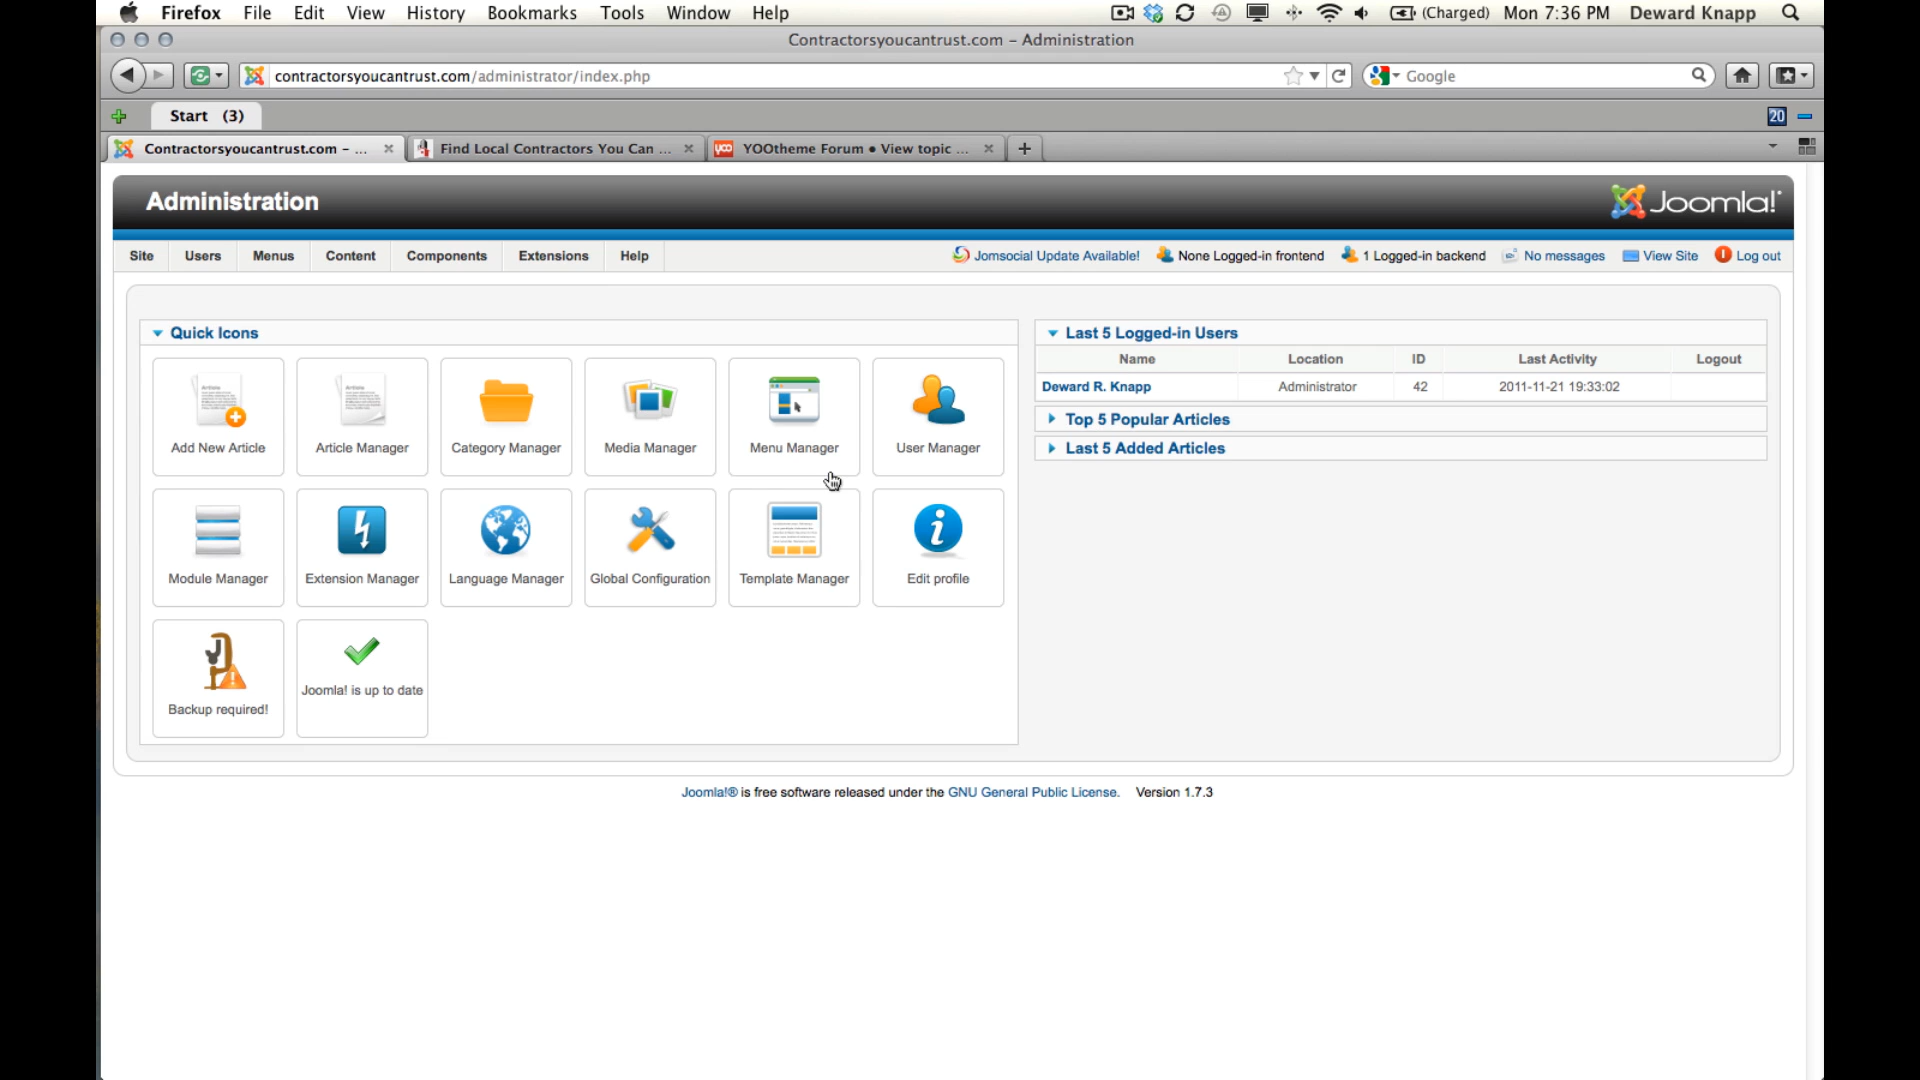 Firefox File Edit View History Bookmarks Tools Window Help (Charged) Mon 7:36 PM Deward Knapp
Contractorsyoucantrust.com – Administration
contractorsyoucantrust.com/administrator/index.php Google
Start (3) 20
Contractorsyoucantrust.com – ... Find Local Contractors You Can ... yoo YOOtheme Forum • View topic ...
Administration Joomla!
Site Users Menus Content Components Extensions Help Jomsocial Update Available! None Logged-in frontend 1 Logged-in backend No messages View Site Log out
Quick Icons
Add New Article Article Manager Category Manager Media Manager Menu Manager User Manager
Module Manager Extension Manager Language Manager Global Configuration Template Manager Edit profile
Backup required! Joomla! is up to date
Last 5 Logged-in Users
Name Location ID Last Activity Logout
Deward R. Knapp Administrator 42 2011-11-21 19:33:02
Top 5 Popular Articles
Last 5 Added Articles
Joomla!® is free software released under the GNU General Public License. Version 1.7.3